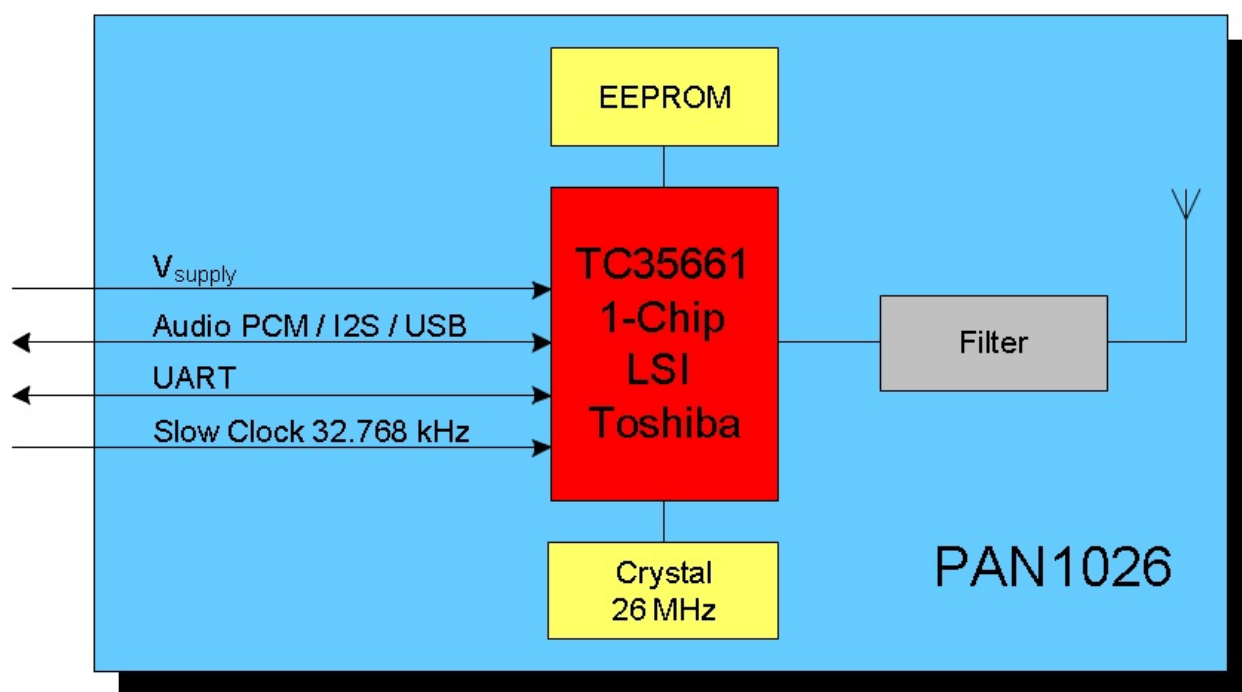 EEPROM
TC35661
1-Chip
LSI
Toshiba
Vsupply
Audio PCM / I2S / USB
UART
Slow Clock 32.768 kHz
Filter
Crystal
26 MHz
PAN1026